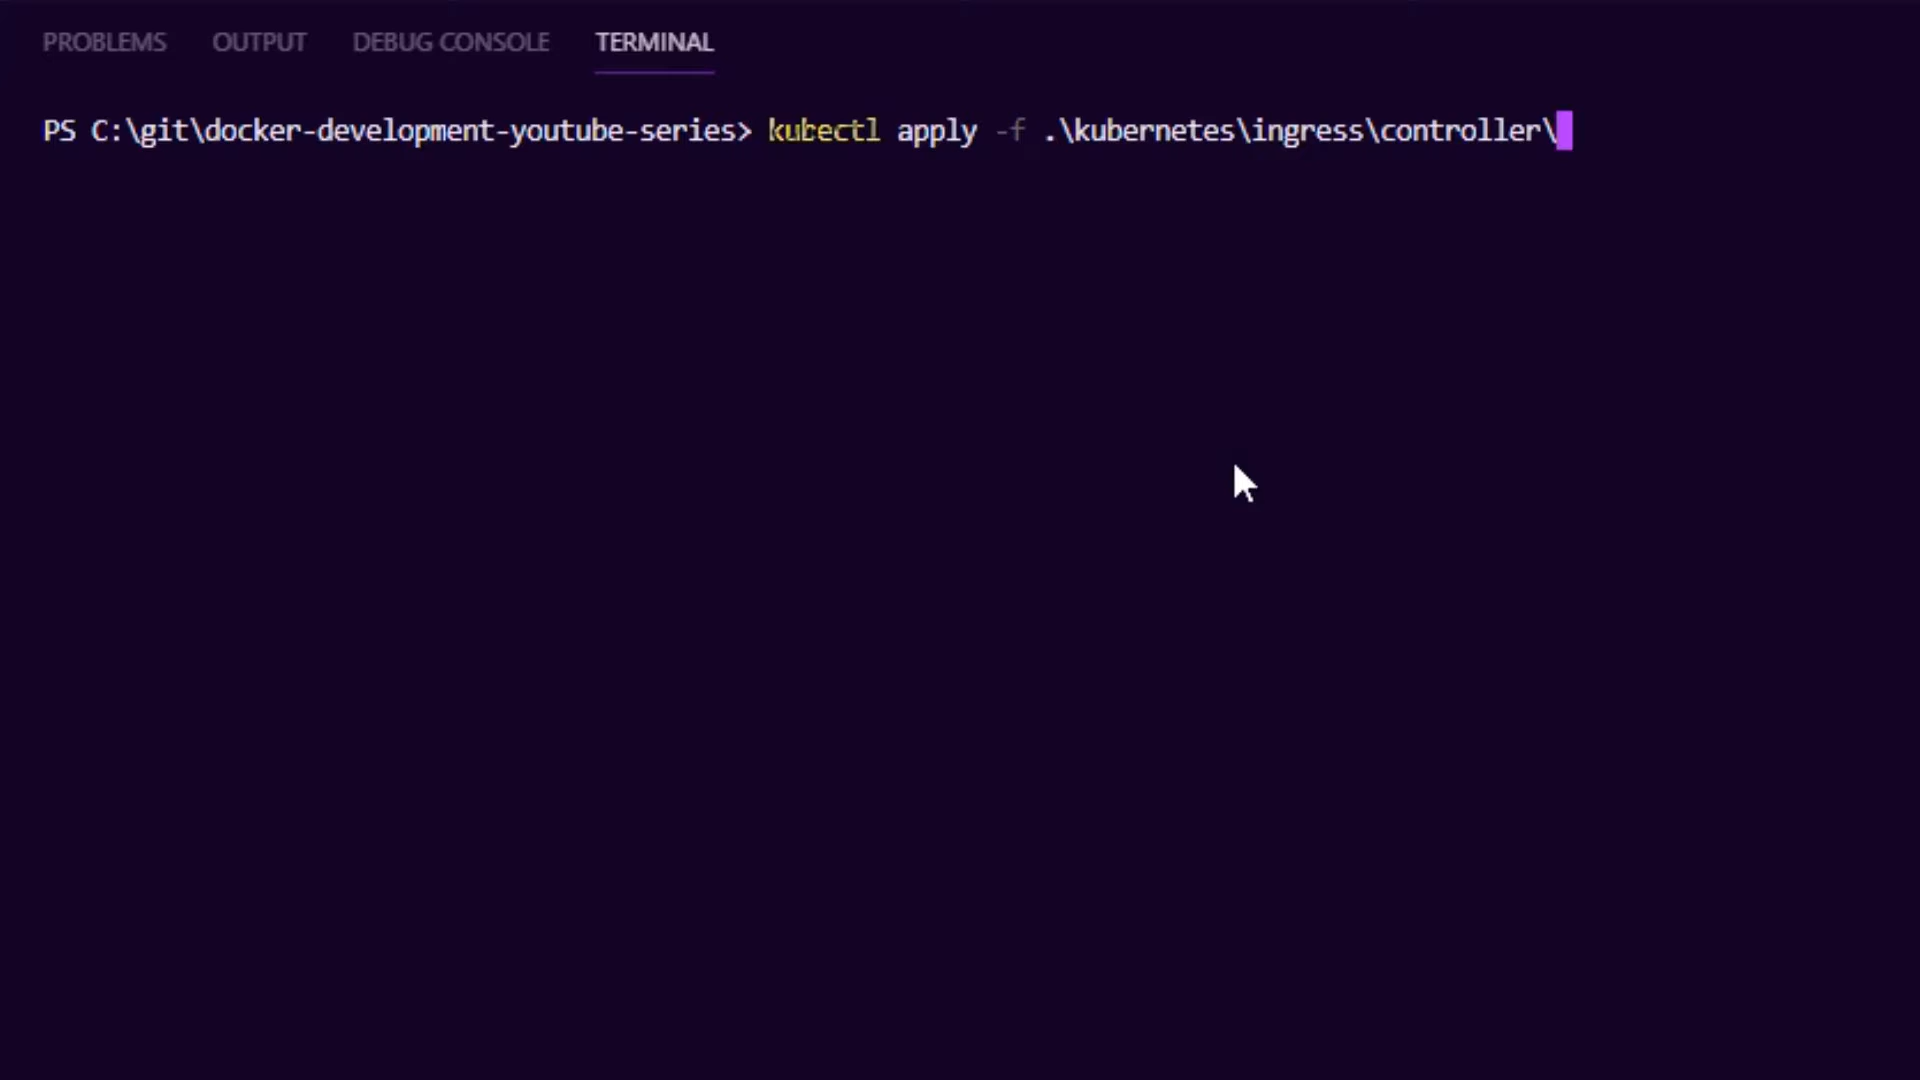 PROBLEMS OUTPUT DEBUG CONSOLE TERMINAL
PS C:\git\docker-development-youtube-series> kubectl apply -f .\kubernetes\ingress\controller\